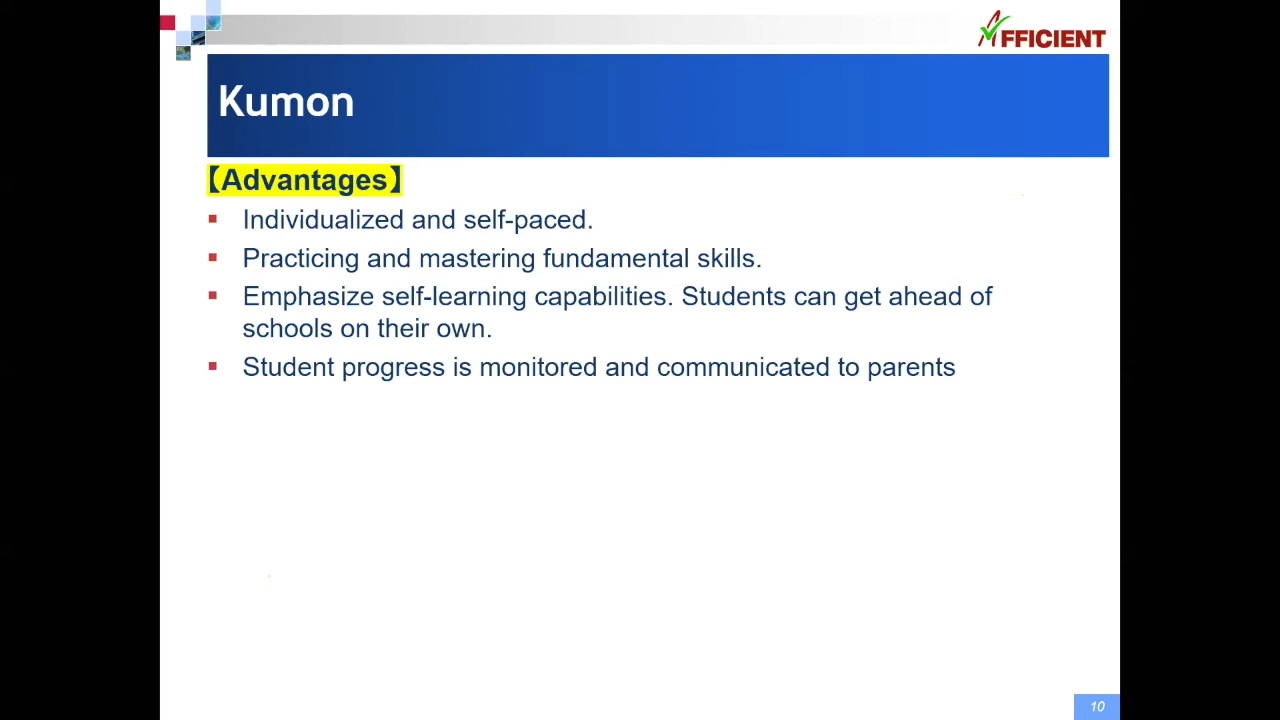 AFFICIENT
Kumon
【Advantages】
▪ Individualized and self-paced.
▪ Practicing and mastering fundamental skills.
▪ Emphasize self-learning capabilities. Students can get ahead of
schools on their own.
▪ Student progress is monitored and communicated to parents
10